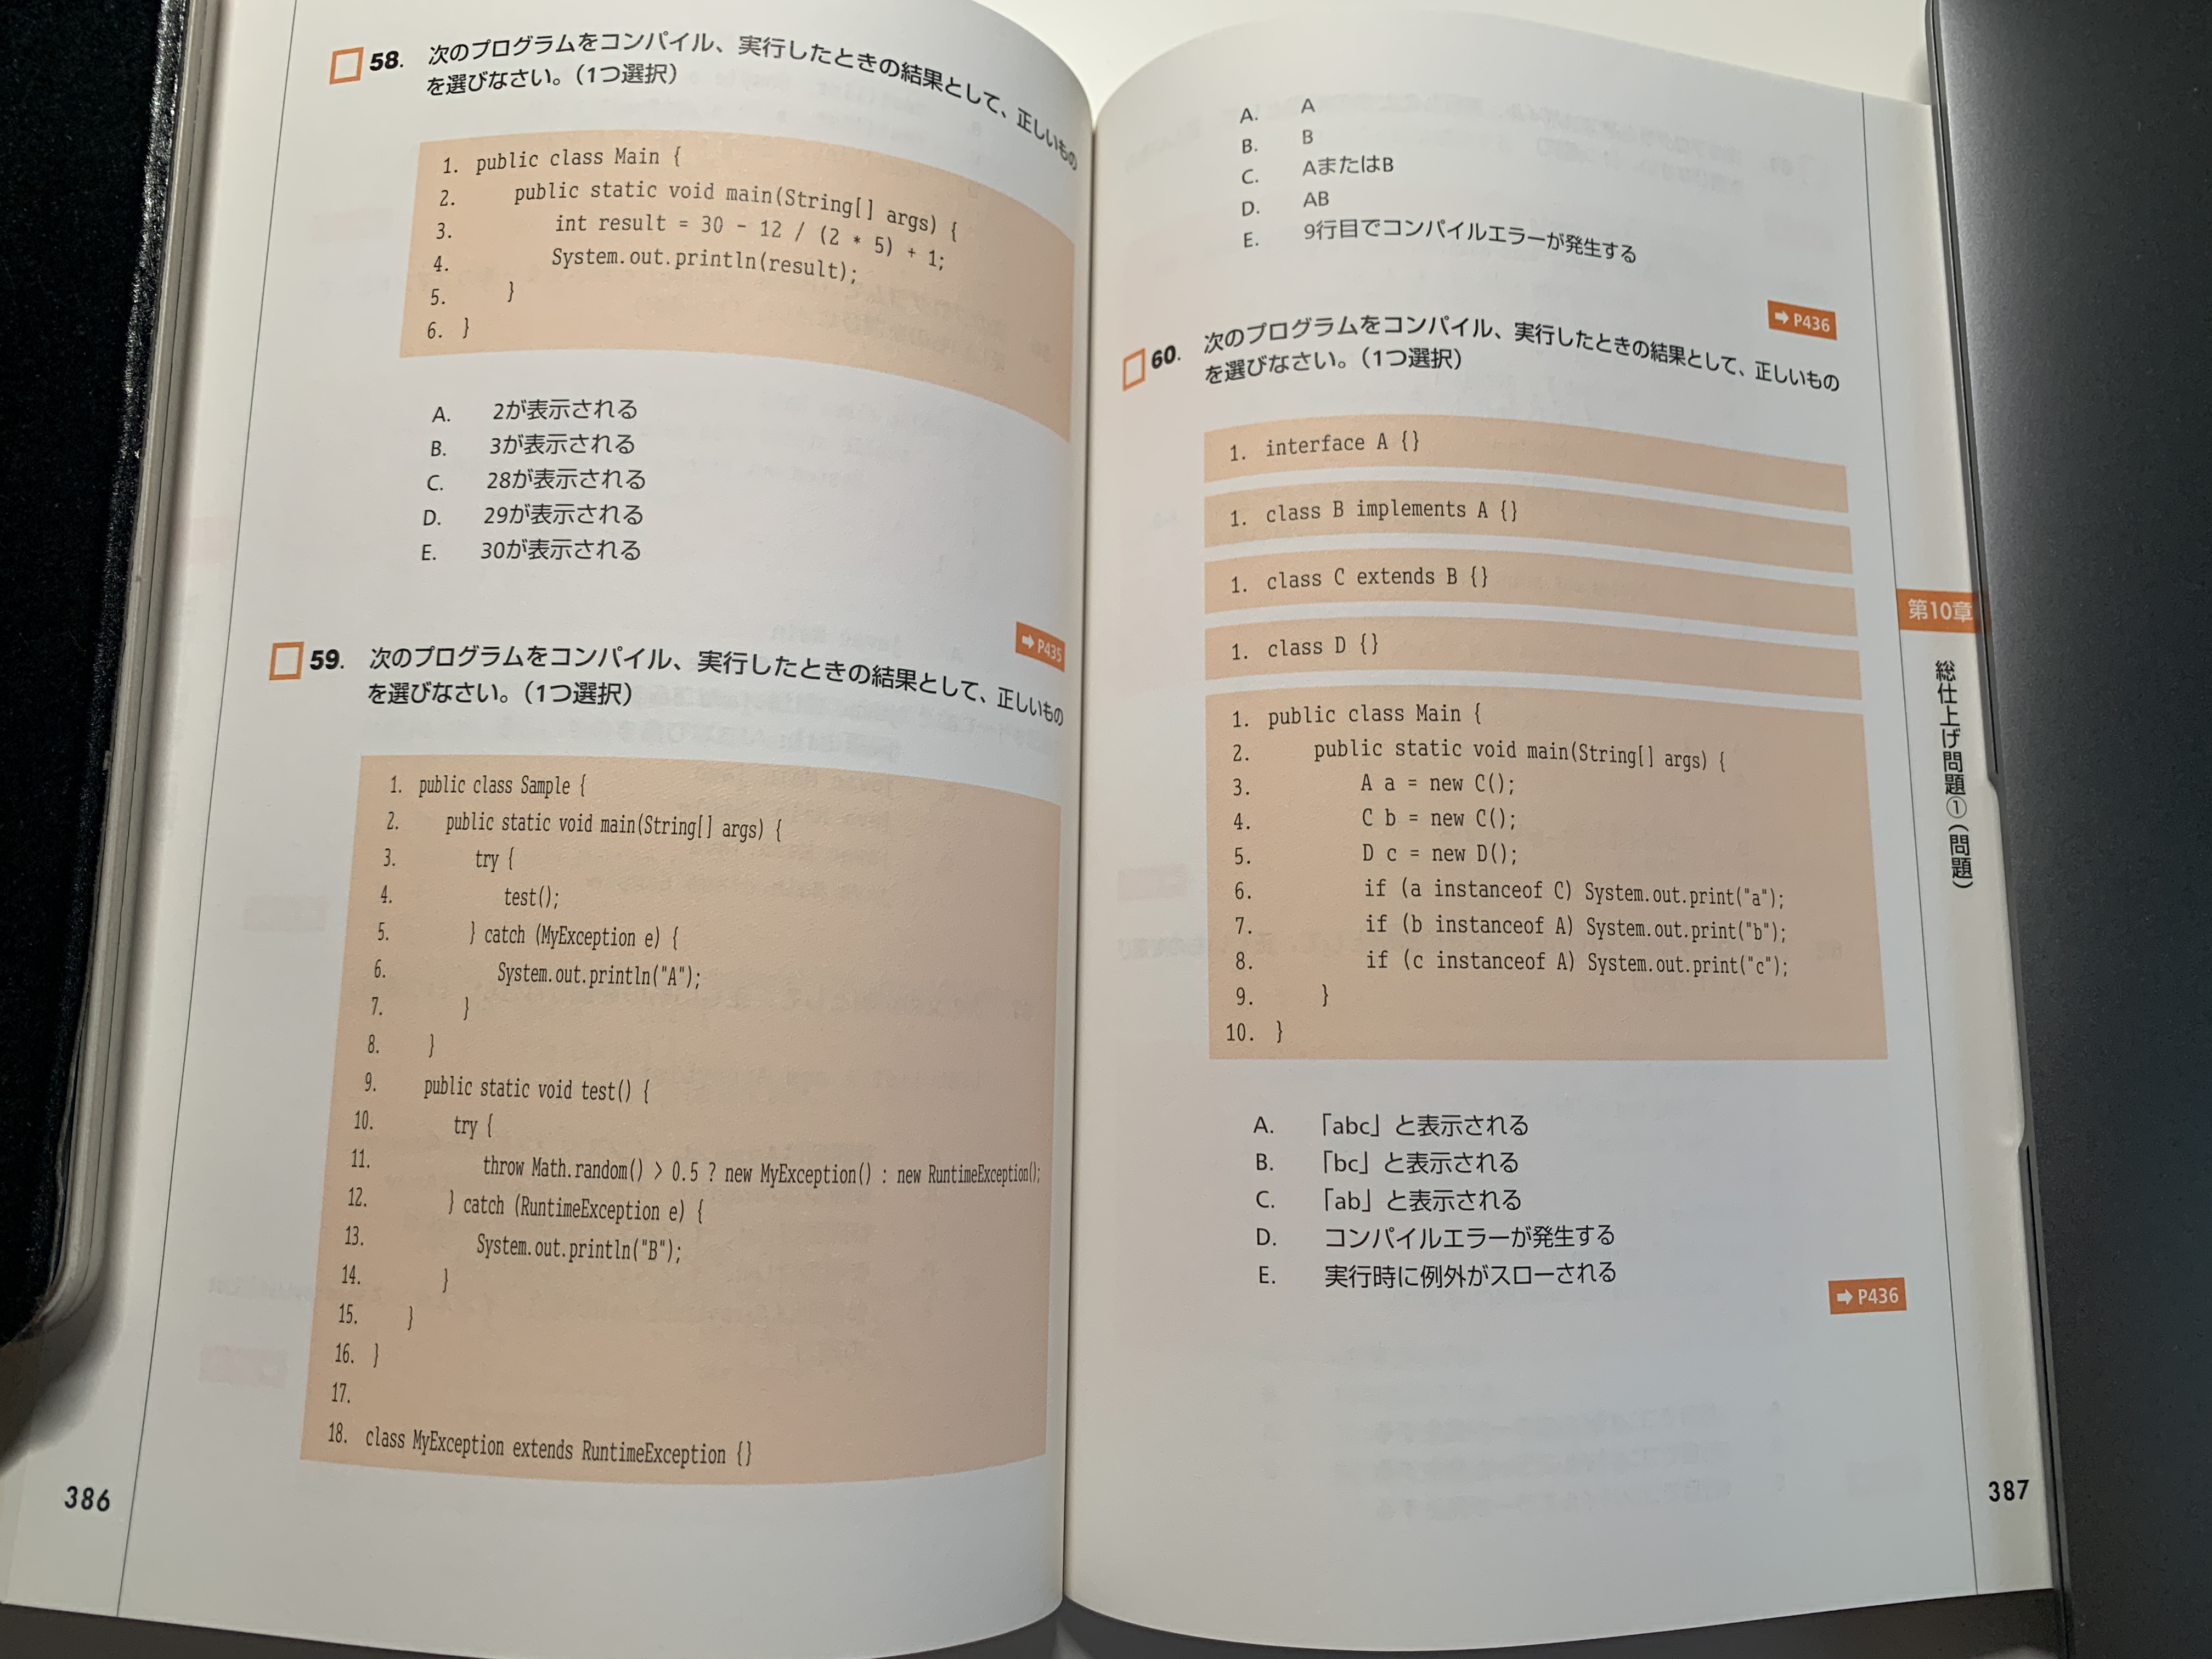 58. 次のプログラムをコンパイル、実行したときの結果として、正しいもの
を選びなさい。（1つ選択）
1. public class Main {
2. public static void main(String[] args) {
3. int result = 30 - 12 / (2 * 5) + 1;
4. System.out.println(result);
5. }
6. }
A. 2が表示される
B. 3が表示される
C. 28が表示される
D. 29が表示される
E. 30が表示される
➡ P435
59. 次のプログラムをコンパイル、実行したときの結果として、正しいもの
を選びなさい。（1つ選択）
1. public class Sample {
2. public static void main(String[] args) {
3. try {
4. test();
5. } catch (MyException e) {
6. System.out.println("A");
7. }
8. }
9. public static void test() {
10. try {
11. throw Math.random() > 0.5 ? new MyException() : new RuntimeException();
12. } catch (RuntimeException e) {
13. System.out.println("B");
14. }
15. }
16. }
17.
18. class MyException extends RuntimeException {}
386
A. A
B. B
C. AまたはB
D. AB
E. 9行目でコンパイルエラーが発生する
➡ P436
60. 次のプログラムをコンパイル、実行したときの結果として、正しいもの
を選びなさい。（1つ選択）
1. interface A {}
1. class B implements A {}
1. class C extends B {}
1. class D {}
1. public class Main {
2. public static void main(String[] args) {
3. A a = new C();
4. C b = new C();
5. D c = new D();
6. if (a instanceof C) System.out.print("a");
7. if (b instanceof A) System.out.print("b");
8. if (c instanceof A) System.out.print("c");
9. }
10. }
A. 「abc」と表示される
B. 「bc」と表示される
C. 「ab」と表示される
D. コンパイルエラーが発生する
E. 実行時に例外がスローされる
➡ P436
第10章
総仕上げ問題①（問題）
387